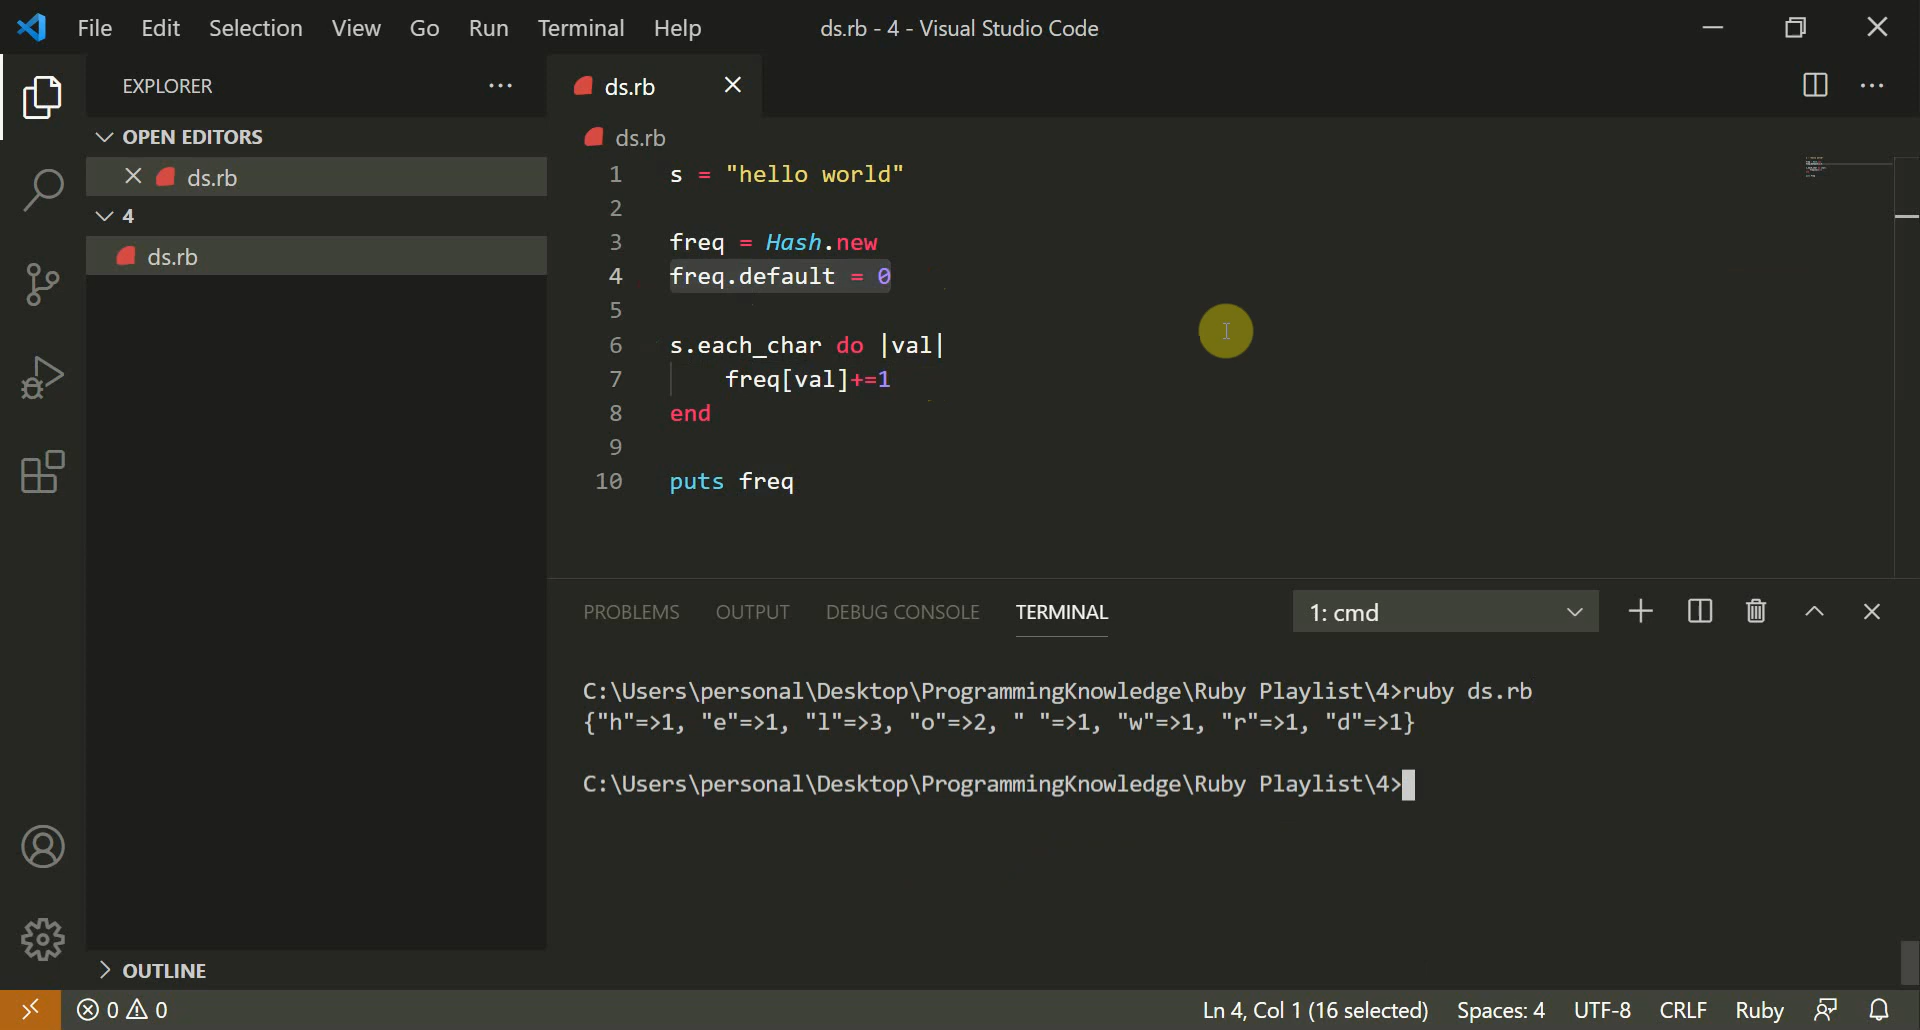 File Edit Selection View Go Run Terminal Help
ds.rb - 4 - Visual Studio Code
EXPLORER
OPEN EDITORS
ds.rb
4
ds.rb
OUTLINE
ds.rb
ds.rb
1 s = "hello world"
2
3 freq = Hash.new
4 freq.default = 0
5
6 s.each_char do |val|
7 freq[val]+=1
8 end
9
10 puts freq
PROBLEMS OUTPUT DEBUG CONSOLE TERMINAL
1: cmd
C:\Users\personal\Desktop\ProgrammingKnowledge\Ruby Playlist\4>ruby ds.rb
{"h"=>1, "e"=>1, "l"=>3, "o"=>2, " "=>1, "w"=>1, "r"=>1, "d"=>1}
C:\Users\personal\Desktop\ProgrammingKnowledge\Ruby Playlist\4>
0 0
Ln 4, Col 1 (16 selected) Spaces: 4 UTF-8 CRLF Ruby